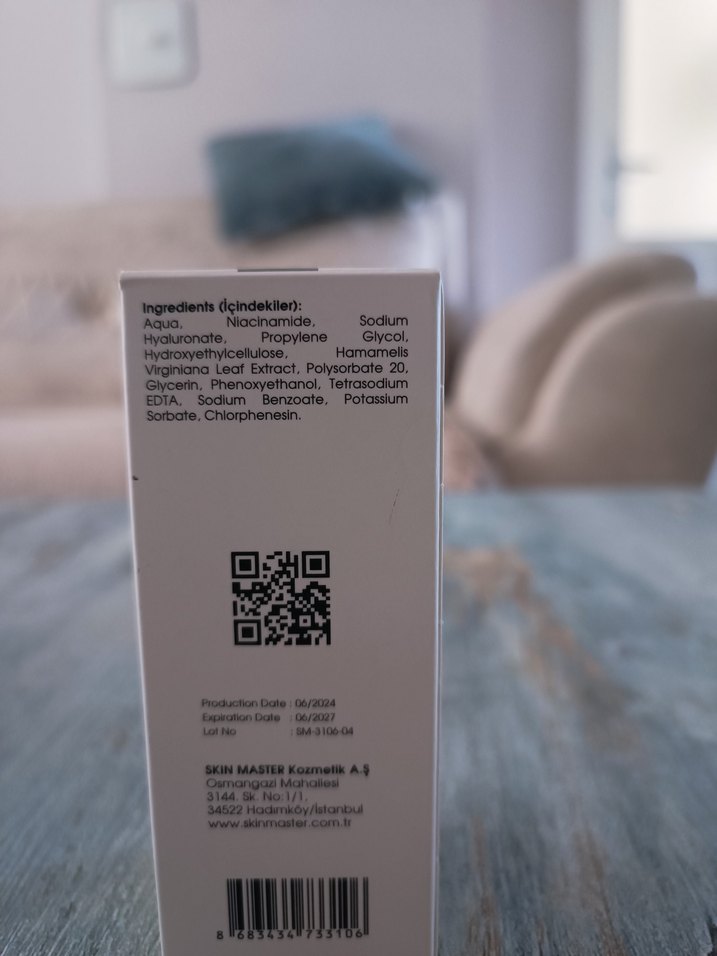 Ingredients (İçindekiler):
Aqua, Niacinamide, Sodium
Hyaluronate, Propylene Glycol,
Hydroxyethylcellulose, Hamamelis
Virginiana Leaf Extract, Polysorbate 20,
Glycerin, Phenoxyethanol, Tetrasodium
EDTA, Sodium Benzoate, Potassium
Sorbate, Chlorphenesin.
Production Date : 06/2024
Expiration Date : 06/2027
Lot No : SM-3106-04
SKIN MASTER Kozmetik A.Ş
Osmangazi Mahallesi
3144. Sk. No:1/1,
34522 Hadımköy/İstanbul
www.skinmaster.com.tr
8 683434 733106